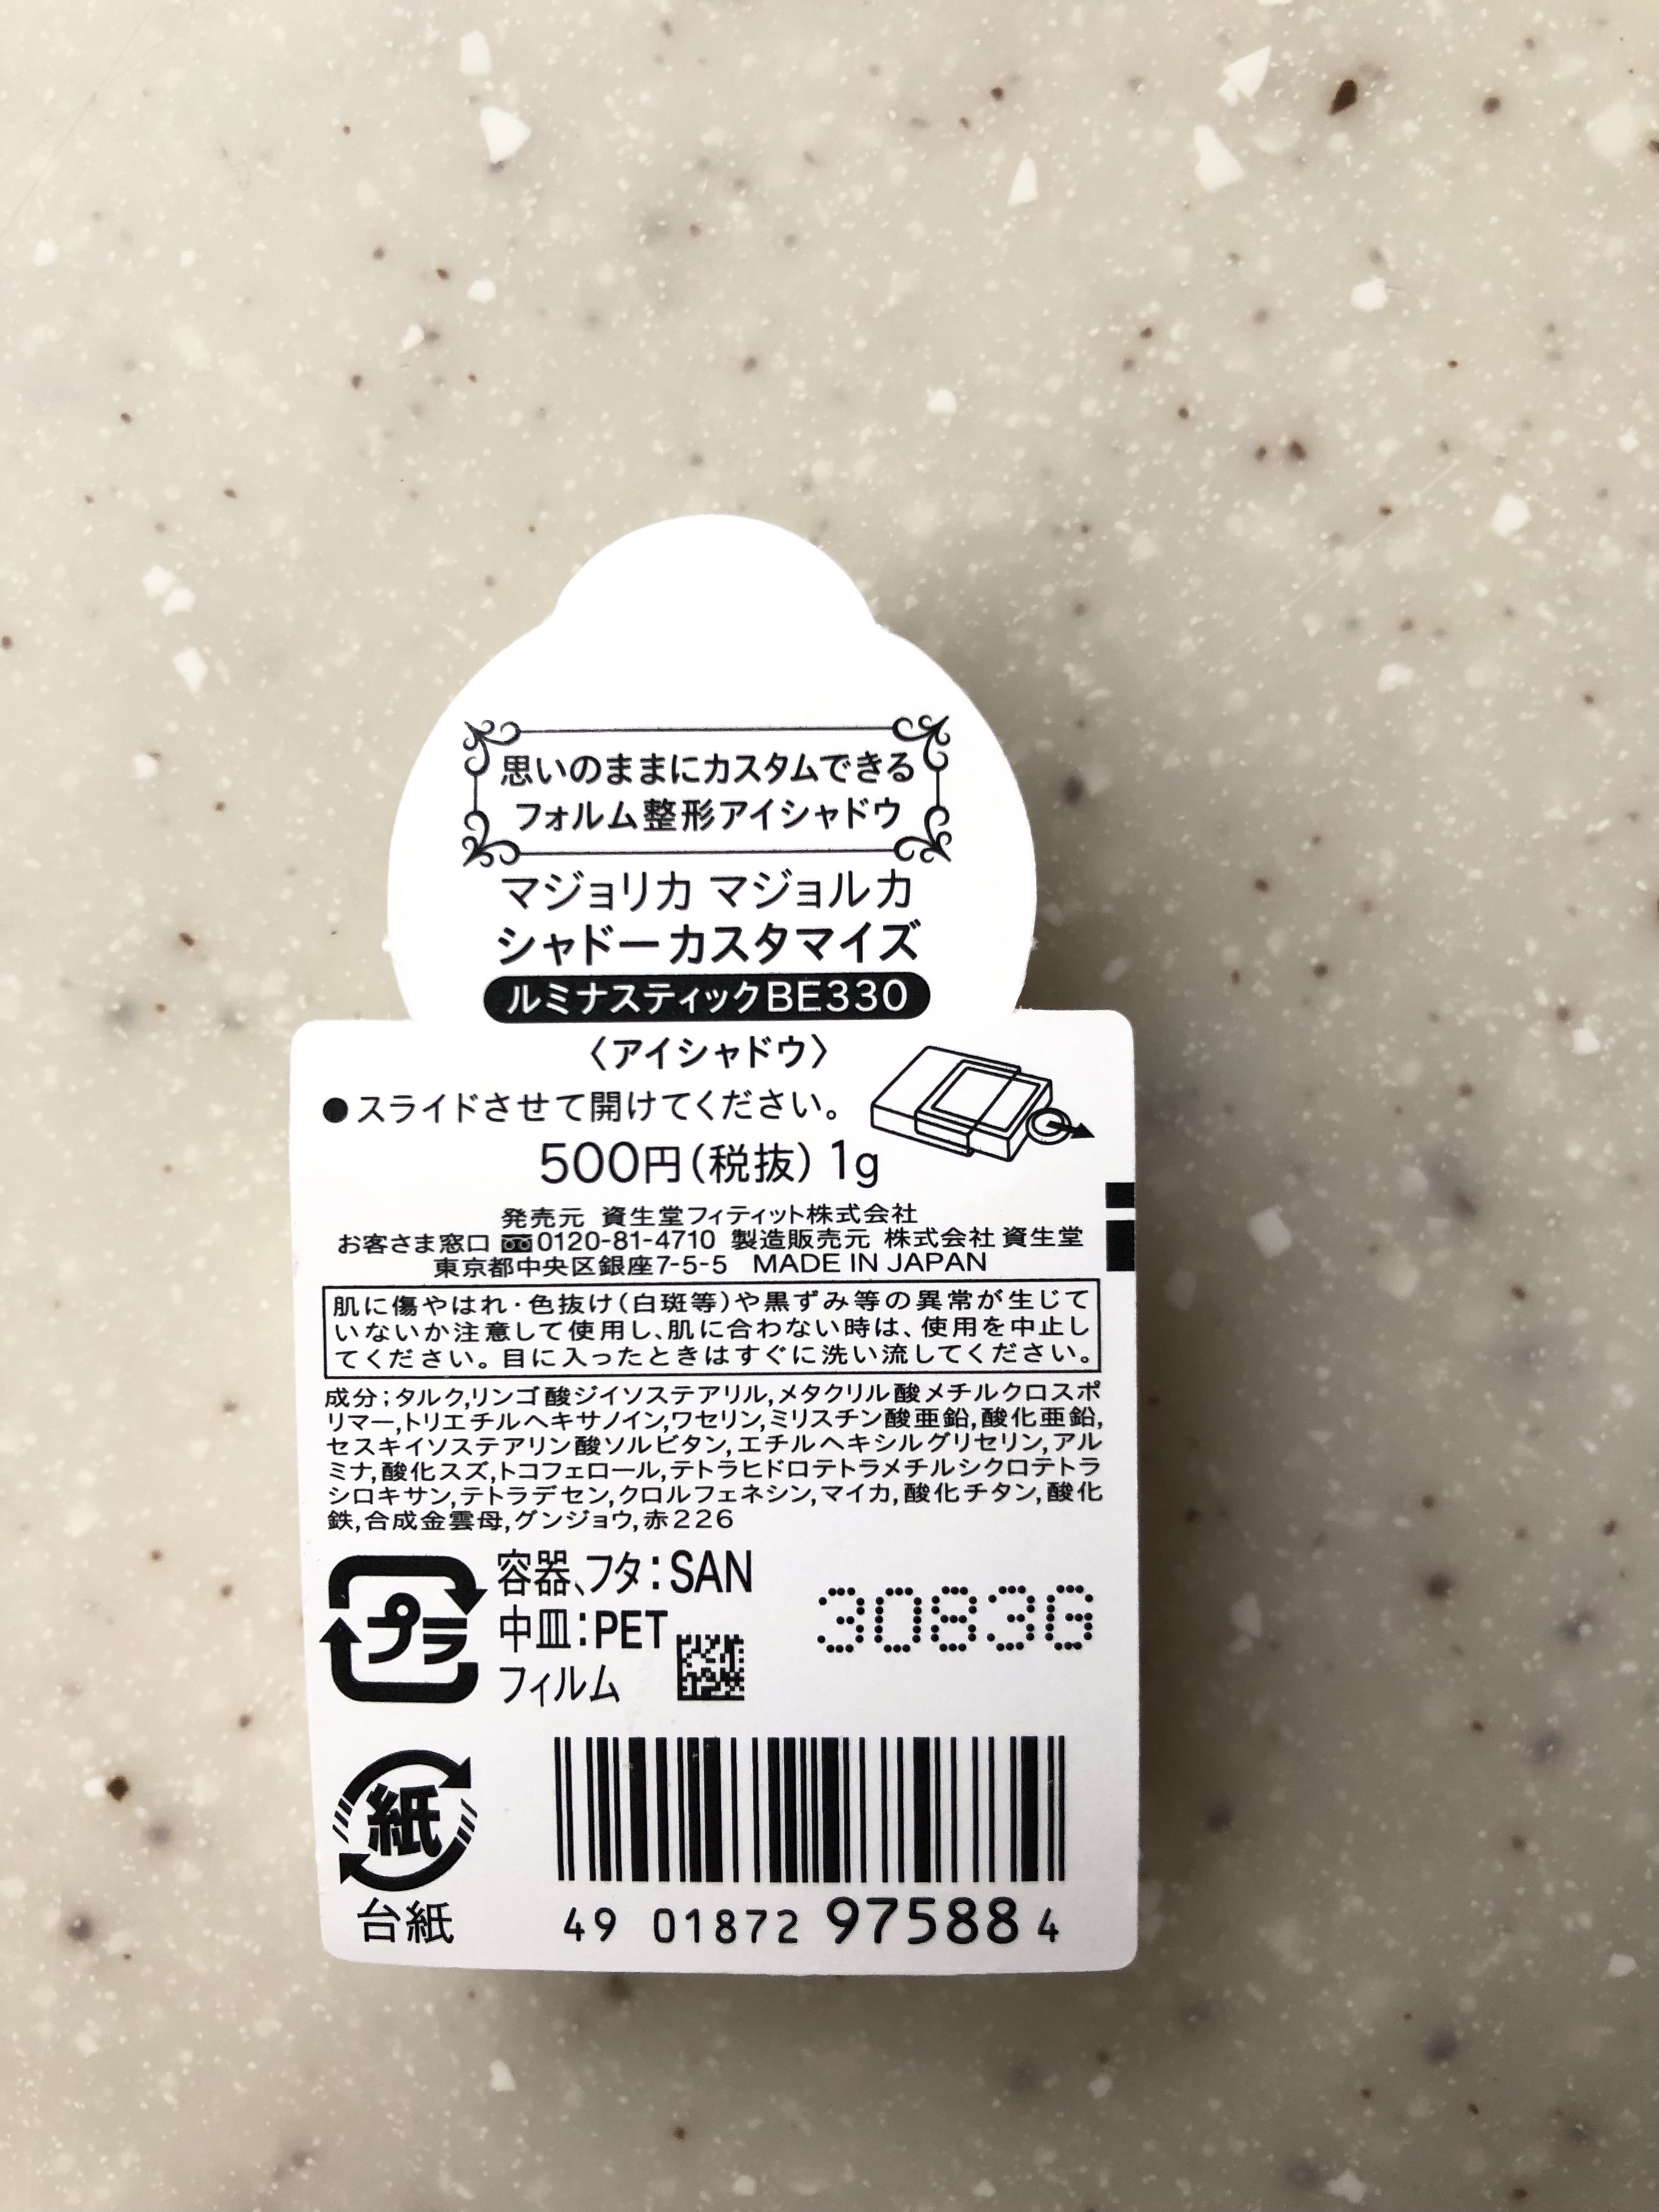 思いのままにカスタムできる
フォルム整形アイシャドウ
マジョリカ マジョルカ
シャドーカスタマイズ
ルミナスティックBE330
〈アイシャドウ〉
●スライドさせて開けてください。
500円(税抜) 1g
発売元 資生堂フィティット株式会社
お客さま窓口 0120-81-4710 製造販売元 株式会社 資生堂
東京都中央区銀座7-5-5 MADE IN JAPAN
肌に傷やはれ・色抜け(白斑等)や黒ずみ等の異常が生じて
いないか注意して使用し、肌に合わない時は、使用を中止し
てください。目に入ったときはすぐに洗い流してください。
成分;タルク,リンゴ酸ジイソステアリル,メタクリル酸メチルクロスポ
リマー,トリエチルヘキサノイン,ワセリン,ミリスチン酸亜鉛,酸化亜鉛,
セスキイソステアリン酸ソルビタン,エチルヘキシルグリセリン,アル
ミナ,酸化スズ,トコフェロール,テトラヒドロテトラメチルシクロテトラ
シロキサン,テトラデセン,クロルフェネシン,マイカ,酸化チタン,酸化
鉄,合成金雲母,グンジョウ,赤226
プラ
容器、フタ:SAN
中皿:PET
フィルム
3083G
紙
台紙
49 01872 97588 4